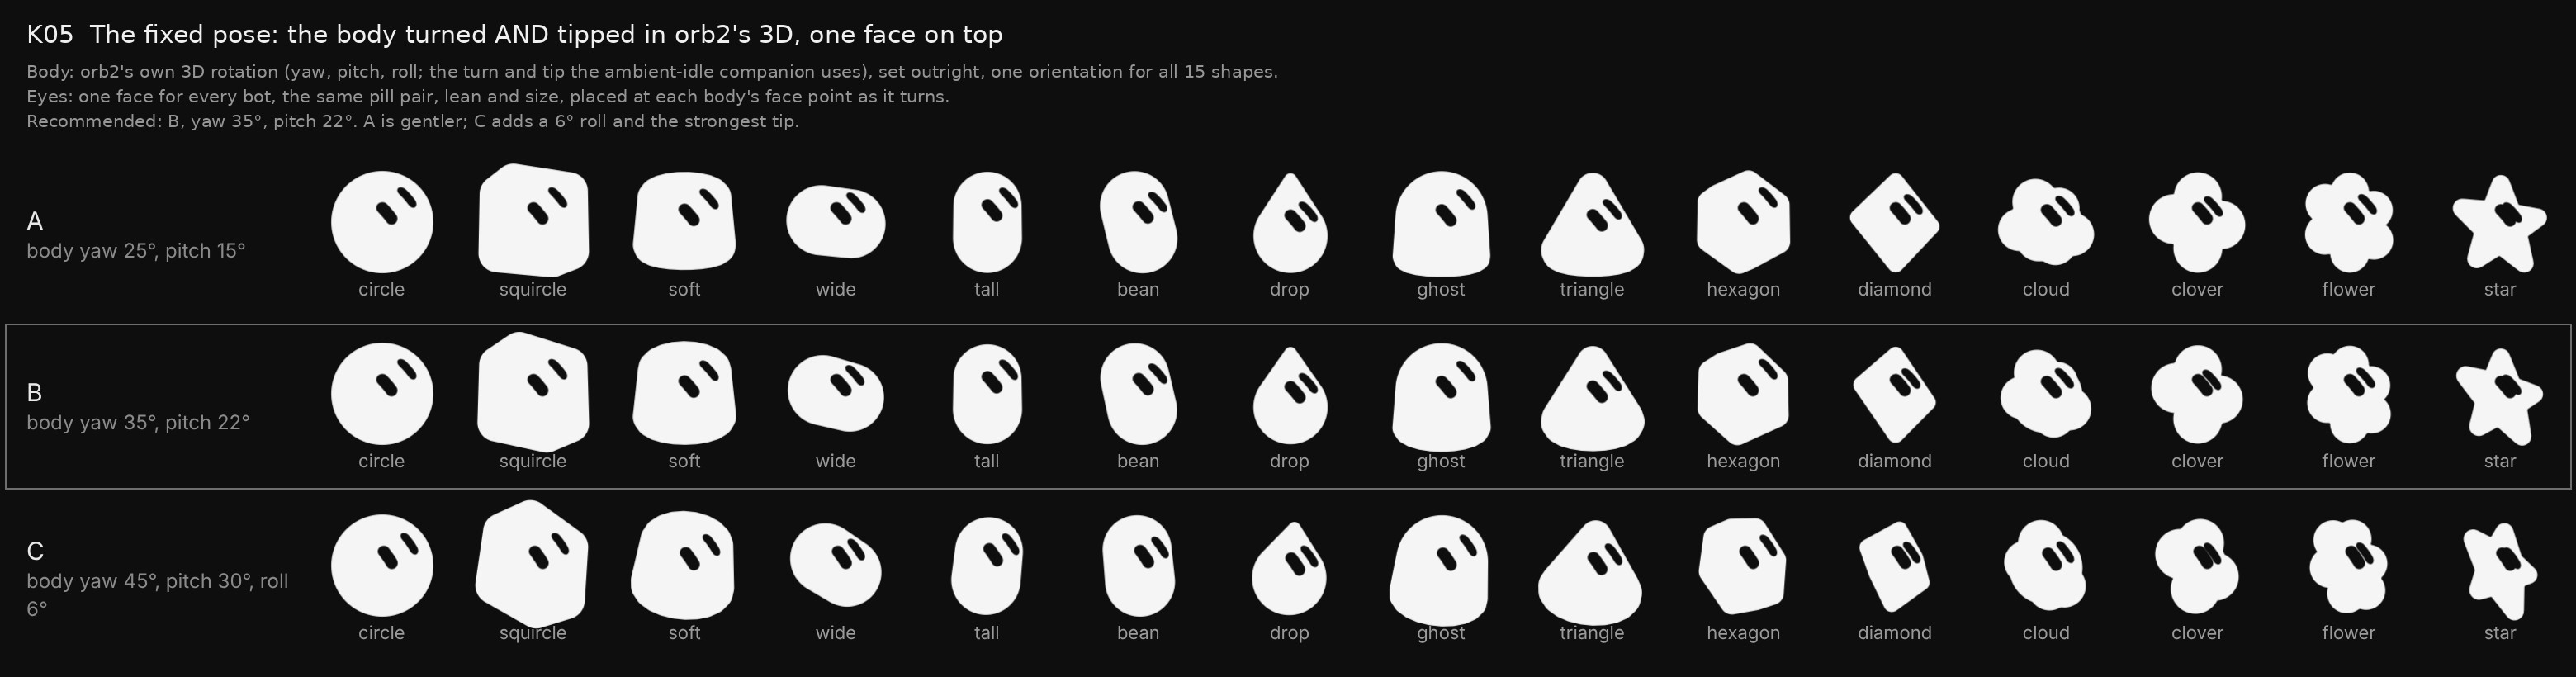 K05  The fixed pose: the body turned AND tipped in orb2's 3D, one face on top
Body: orb2's own 3D rotation (yaw, pitch, roll; the turn and tip the ambient-idle companion uses), set outright, one orientation for all 15 shapes.
Eyes: one face for every bot, the same pill pair, lean and size, placed at each body's face point as it turns.
Recommended: B, yaw 35°, pitch 22°. A is gentler; C adds a 6° roll and the strongest tip.
A
body yaw 25°, pitch 15°
circle squircle soft wide tall bean drop ghost triangle hexagon diamond cloud clover flower star
B
body yaw 35°, pitch 22°
circle squircle soft wide tall bean drop ghost triangle hexagon diamond cloud clover flower star
C
body yaw 45°, pitch 30°, roll
6°
circle squircle soft wide tall bean drop ghost triangle hexagon diamond cloud clover flower star